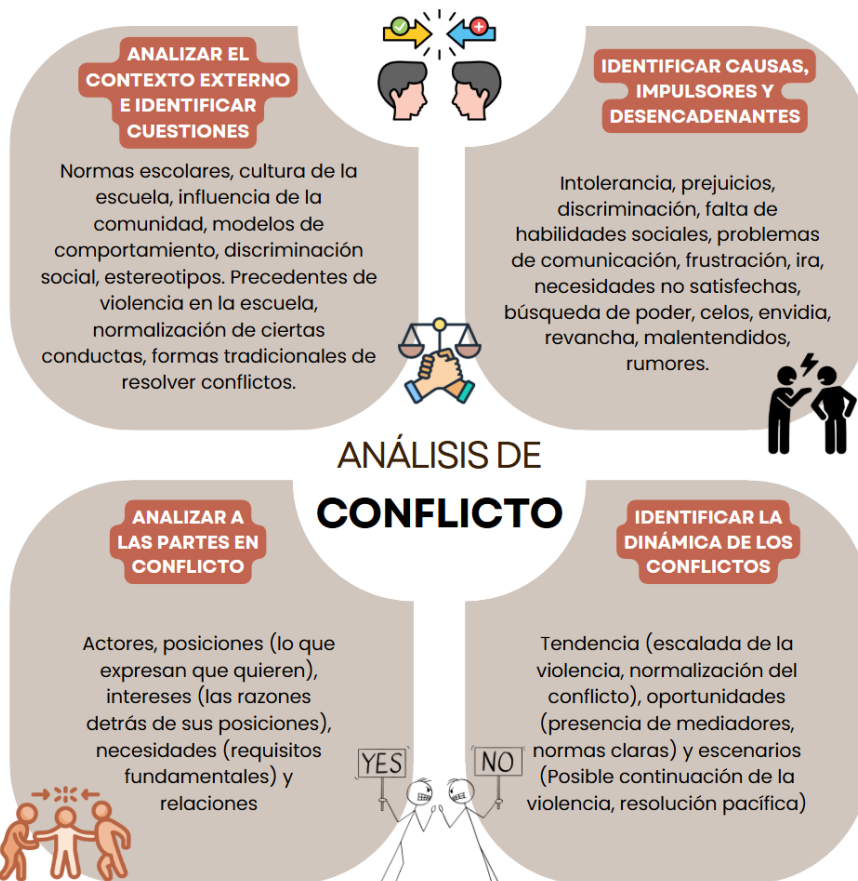 ANALIZAR EL
CONTEXTO EXTERNO
E IDENTIFICAR
CUESTIONES
Normas escolares, cultura de la
escuela, influencia de la
comunidad, modelos de
comportamiento, discriminación
social, estereotipos. Precedentes de
violencia en la escuela,
normalización de ciertas
conductas, formas tradicionales de
resolver conflictos.
IDENTIFICAR CAUSAS,
IMPULSORES Y
DESENCADENANTES
Intolerancia, prejuicios,
discriminación, falta de
habilidades sociales, problemas
de comunicación, frustración, ira,
necesidades no satisfechas,
búsqueda de poder, celos, envidia,
revancha, malentendidos,
rumores.
ANÁLISIS DE
CONFLICTO
ANALIZAR A
LAS PARTES EN
CONFLICTO
Actores, posiciones (lo que
expresan que quieren),
intereses (las razones
detrás de sus posiciones),
necesidades (requisitos
fundamentales) y
relaciones
YES
NO
IDENTIFICAR LA
DINÁMICA DE LOS
CONFLICTOS
Tendencia (escalada de la
violencia, normalización del
conflicto), oportunidades
(presencia de mediadores,
normas claras) y escenarios
(Posible continuación de la
violencia, resolución pacífica)